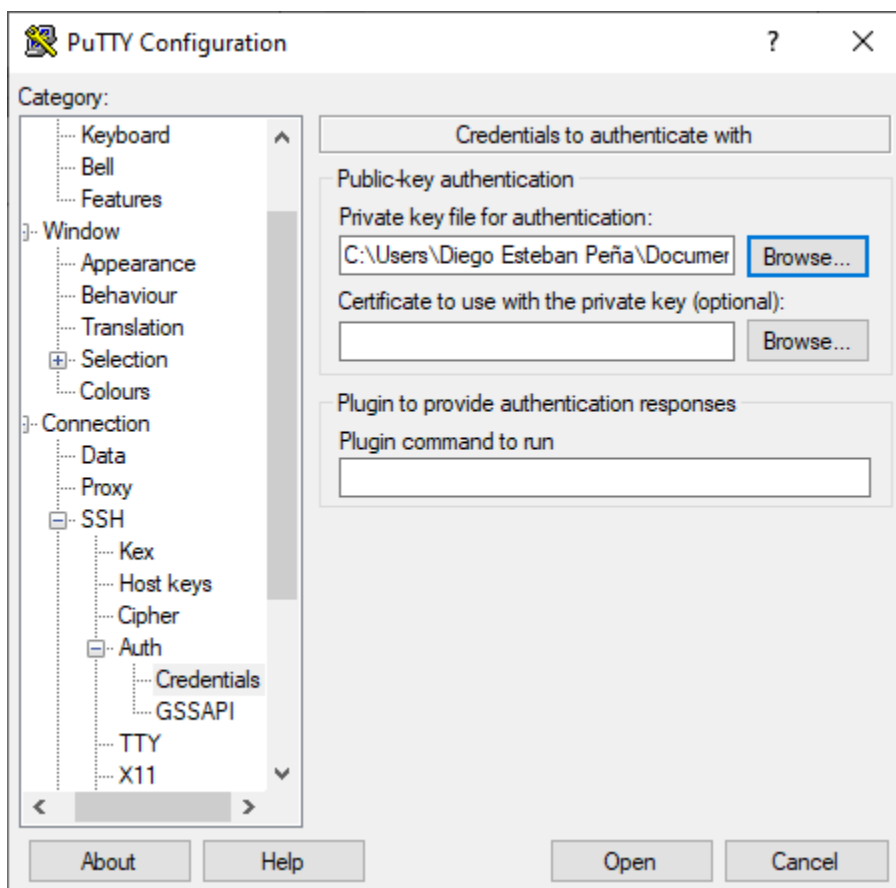 PuTTY Configuration
?
Category:
Keyboard
Bell
Features
Window
Appearance
Behaviour
Translation
Selection
Colours
Connection
Data
Proxy
SSH
Kex
Host keys
Cipher
Auth
Credentials
GSSAPI
TTY
X11
Credentials to authenticate with
Public-key authentication
Private key file for authentication:
C:\Users\Diego Esteban Peña\Documer
Browse...
Certificate to use with the private key (optional):
Browse...
Plugin to provide authentication responses
Plugin command to run
About
Help
Open
Cancel